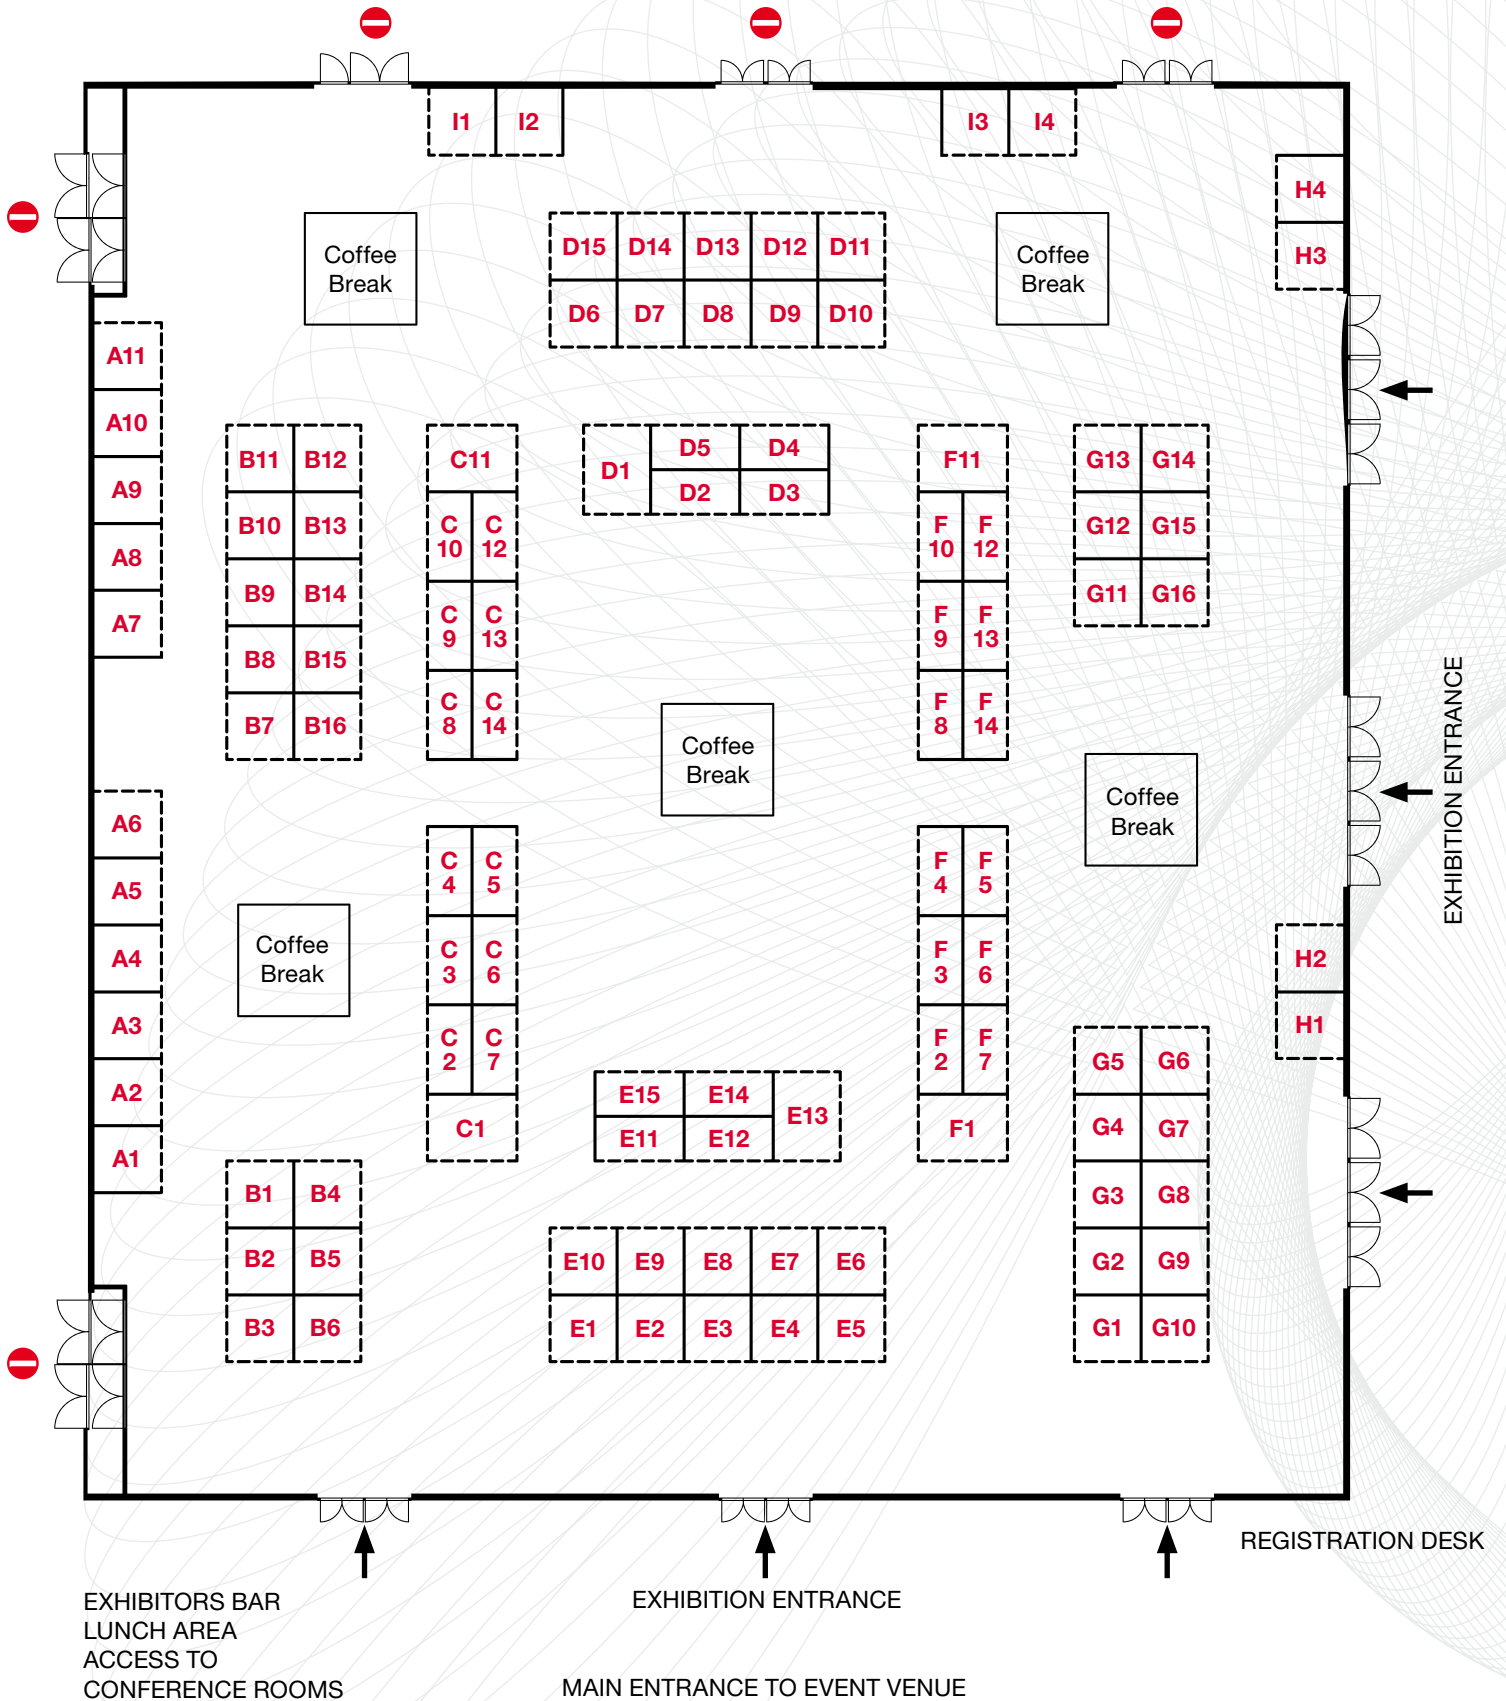 I1 I2 I3 I4
H4
H3
Coffee
Break
D15 D14 D13 D12 D11
D6 D7 D8 D9 D10
Coffee
Break
A11
A10
A9
A8
A7
B11 B12
B10 B13
B9 B14
B8 B15
B7 B16
C11
C
10
C
12
C
9
C
13
C
8
C
14
D1
D5 D4
D2 D3
F11
F
10
F
12
F
9
F
13
F
8
F
14
G13 G14
G12 G15
G11 G16
Coffee
Break
Coffee
Break
EXHIBITION ENTRANCE
A6
A5
A4
A3
A2
A1
Coffee
Break
C
4
C
5
C
3
C
6
C
2
C
7
C1
F
4
F
5
F
3
F
6
F
2
F
7
F1
H2
H1
E15 E14
E13
E11 E12
G5 G6
G4 G7
G3 G8
G2 G9
G1 G10
B1 B4
B2 B5
B3 B6
E10 E9 E8 E7 E6
E1 E2 E3 E4 E5
REGISTRATION DESK
EXHIBITORS BAR
LUNCH AREA
ACCESS TO
CONFERENCE ROOMS
EXHIBITION ENTRANCE
MAIN ENTRANCE TO EVENT VENUE